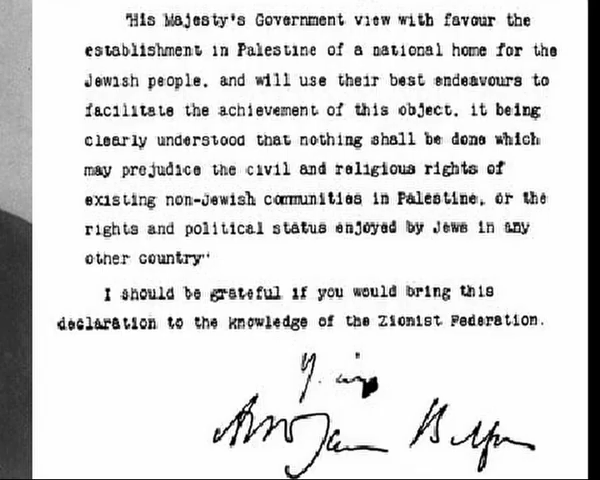 "His Majesty's Government view with favour the
establishment in Palestine of a national home for the
Jewish people, and will use their best endeavours to
facilitate the achievement of this object, it being
clearly understood that nothing shall be done which
may prejudice the civil and religious rights of
existing non-Jewish communities in Palestine, or the
rights and political status enjoyed by Jews in any
other country"
I should be grateful if you would bring this
declaration to the knowledge of the Zionist Federation.